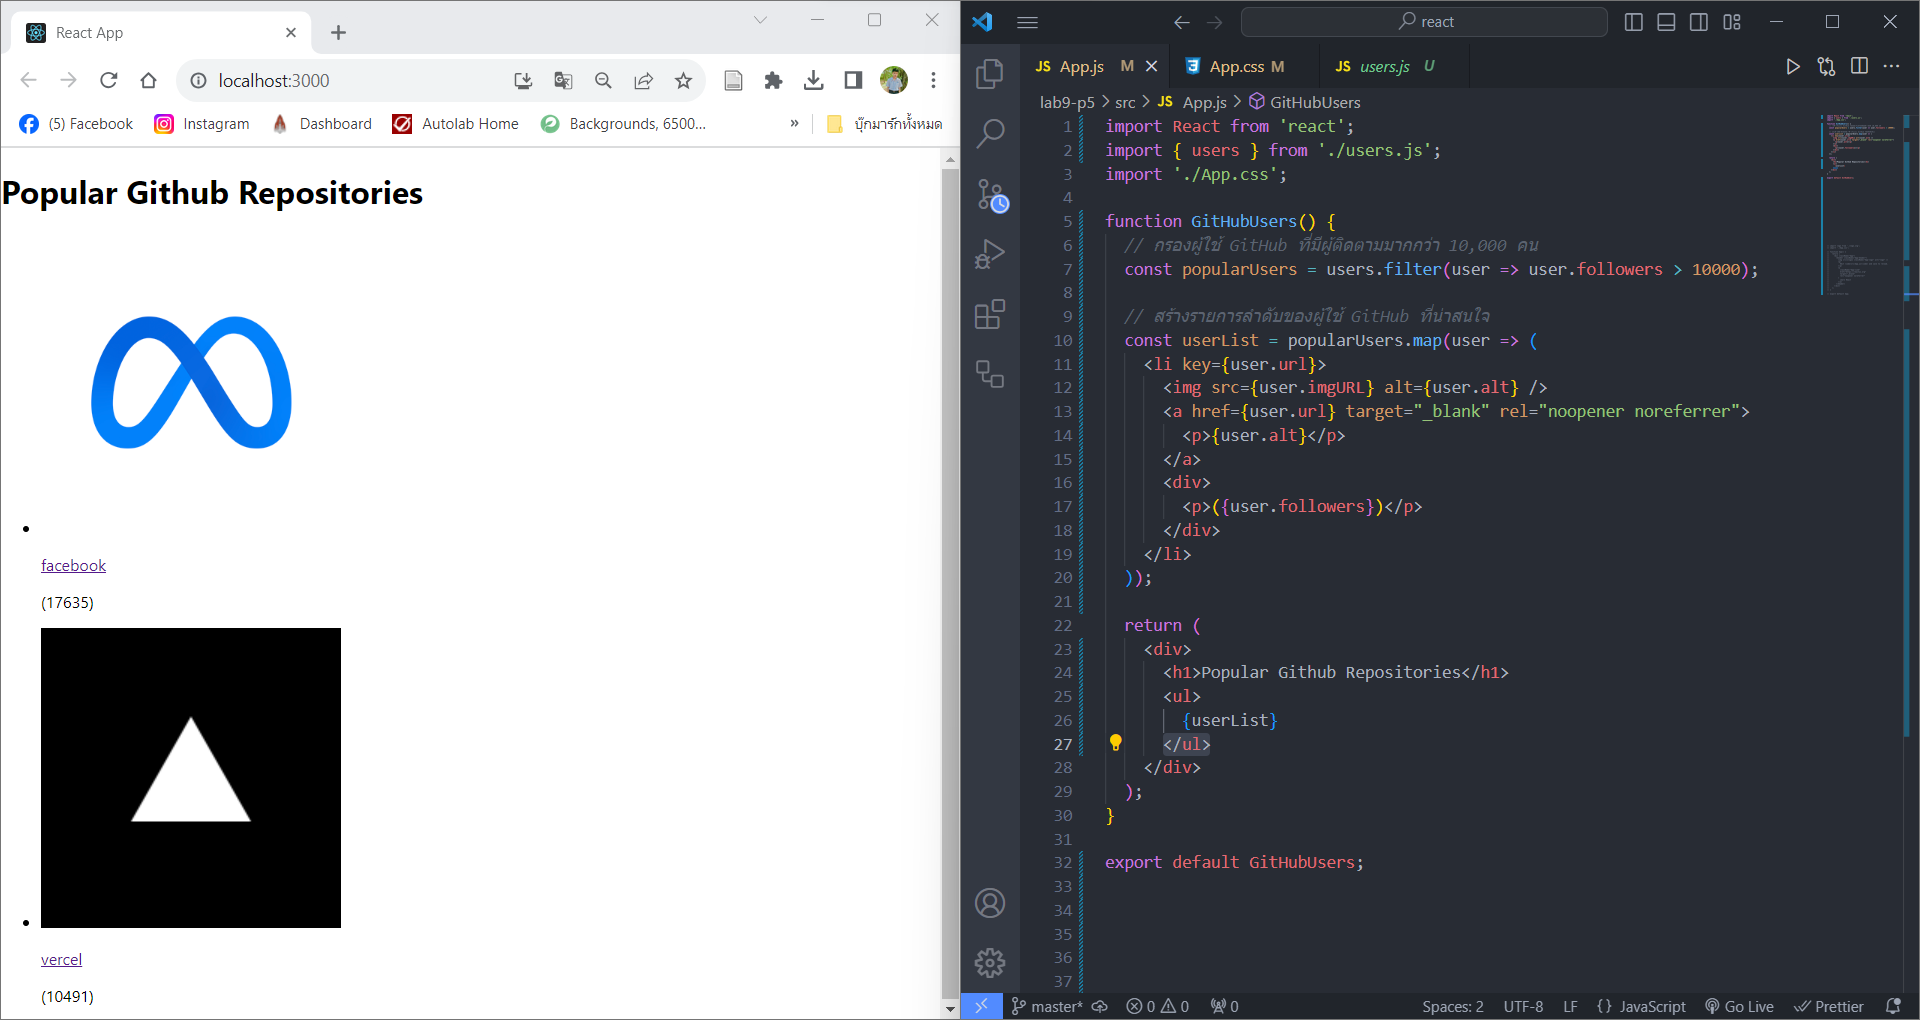 React App
localhost:3000
(5) Facebook Instagram Dashboard Autolab Home Backgrounds, 6500... » บุ๊กมาร์กทั้งหมด
Popular Github Repositories
facebook
(17635)
vercel
(10491)
react
JS App.js M JS users.js U
App.css M
lab9-p5 > src > JS App.js > GitHubUsers
1 import React from 'react';
2 import { users } from './users.js';
3 import './App.css';
4
5 function GitHubUsers() {
6 // กรองผู้ใช้ GitHub ที่มีผู้ติดตามมากกว่า 10,000 คน
7 const popularUsers = users.filter(user => user.followers > 10000);
8
9 // สร้างรายการลำดับของผู้ใช้ GitHub ที่น่าสนใจ
10 const userList = popularUsers.map(user => (
11 <li key={user.url}>
12 <img src={user.imgURL} alt={user.alt} />
13 <a href={user.url} target="_blank" rel="noopener noreferrer">
14 <p>{user.alt}</p>
15 </a>
16 <div>
17 <p>({user.followers})</p>
18 </div>
19 </li>
20 ));
21
22 return (
23 <div>
24 <h1>Popular Github Repositories</h1>
25 <ul>
26 {userList}
27 </ul>
28 </div>
29 );
30 }
31
32 export default GitHubUsers;
33
34
35
36
37
master* 0 0 0 Spaces: 2 UTF-8 LF {} JavaScript Go Live Prettier